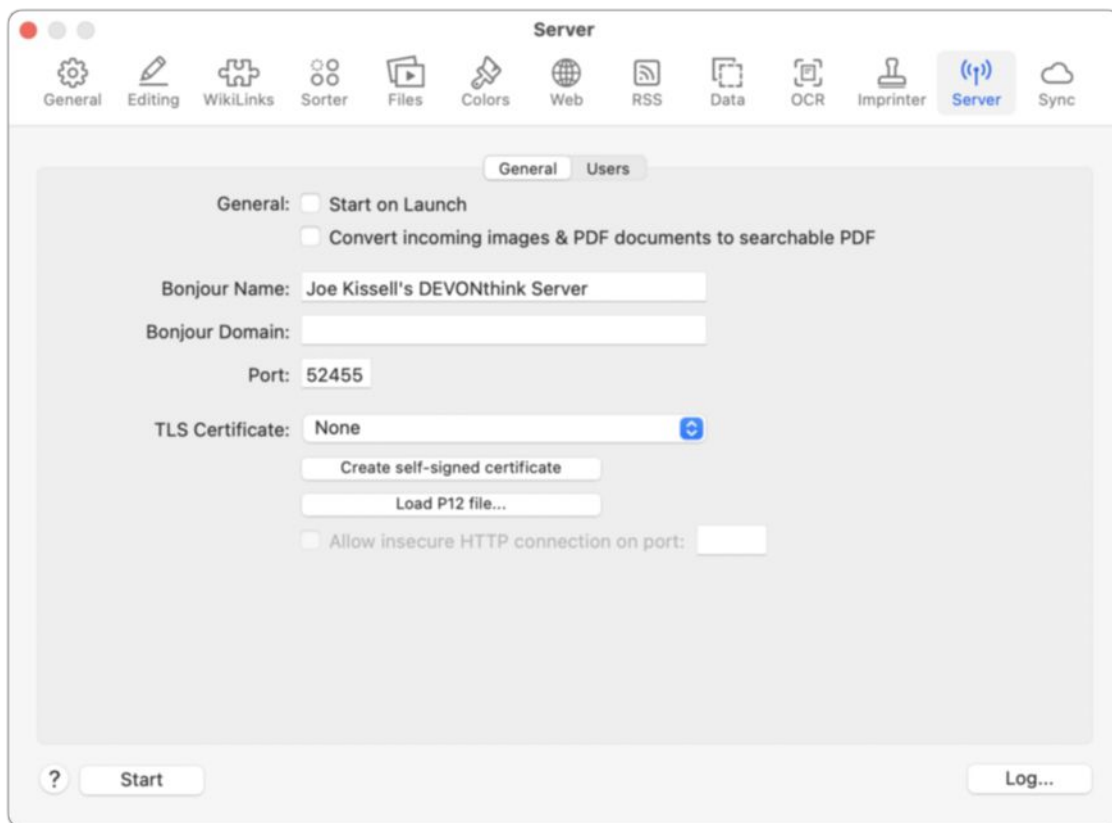 Server
General Editing WikiLinks Sorter Files Colors Web RSS Data OCR Imprinter Server Sync
General Users
General: Start on Launch
Convert incoming images & PDF documents to searchable PDF
Bonjour Name: Joe Kissell's DEVONthink Server
Bonjour Domain:
Port: 52455
TLS Certificate: None
Create self-signed certificate
Load P12 file...
Allow insecure HTTP connection on port:
? Start Log...